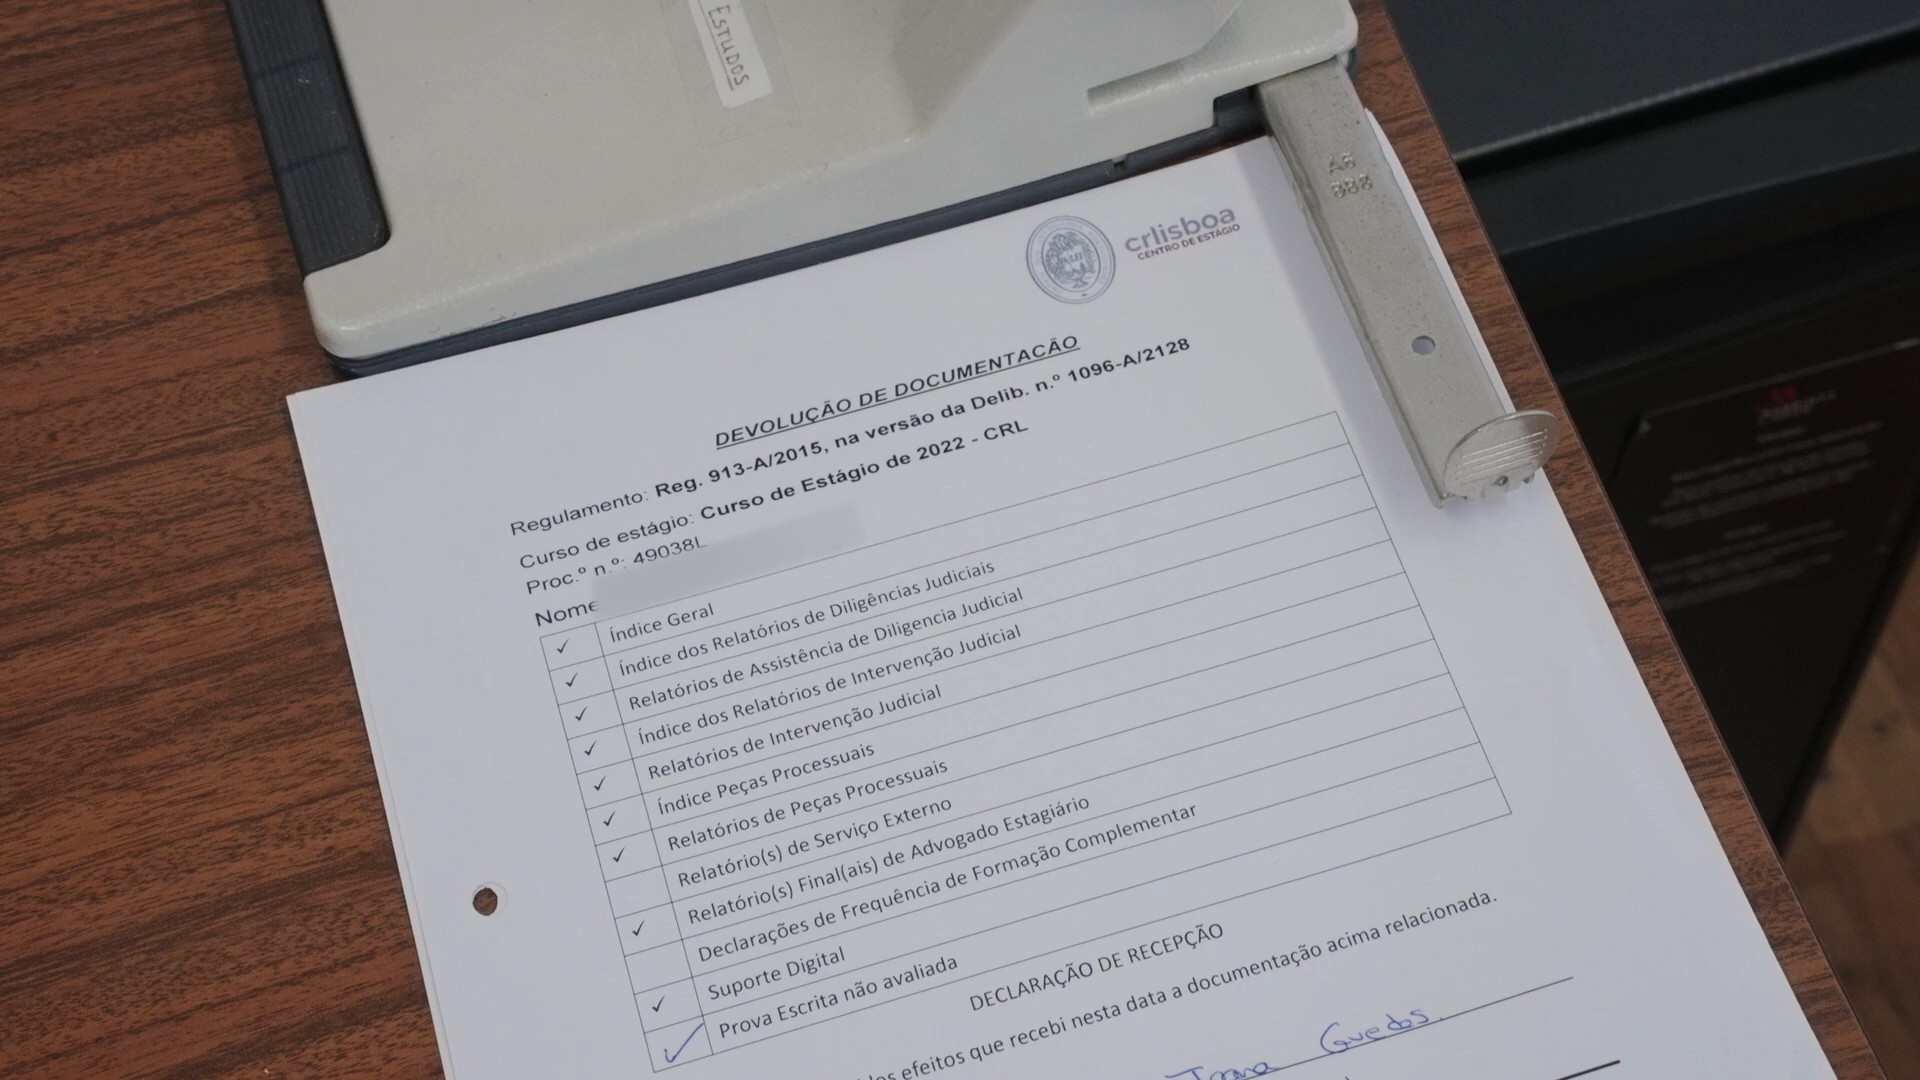 ESTUDOS
A6
988
crlisboa
CENTRO DE ESTÁGIO
DEVOLUÇÃO DE DOCUMENTAÇÃO
Regulamento: Reg. 913-A/2015, na versão da Delib. n.º 1096-A/2128
Curso de estágio: Curso de Estágio de 2022 - CRL
Proc.º n.º: 49038L
Nome
✓ Índice Geral
✓ Índice dos Relatórios de Diligências Judiciais
✓ Relatórios de Assistência de Diligencia Judicial
✓ Índice dos Relatórios de Intervenção Judicial
✓ Relatórios de Intervenção Judicial
✓ Índice Peças Processuais
✓ Relatórios de Peças Processuais
Relatório(s) de Serviço Externo
✓ Relatório(s) Final(ais) de Advogado Estagiário
Declarações de Frequência de Formação Complementar
✓ Suporte Digital
✓ Prova Escrita não avaliada
DECLARAÇÃO DE RECEPÇÃO
efeitos que recebi nesta data a documentação acima relacionada.
Guedes